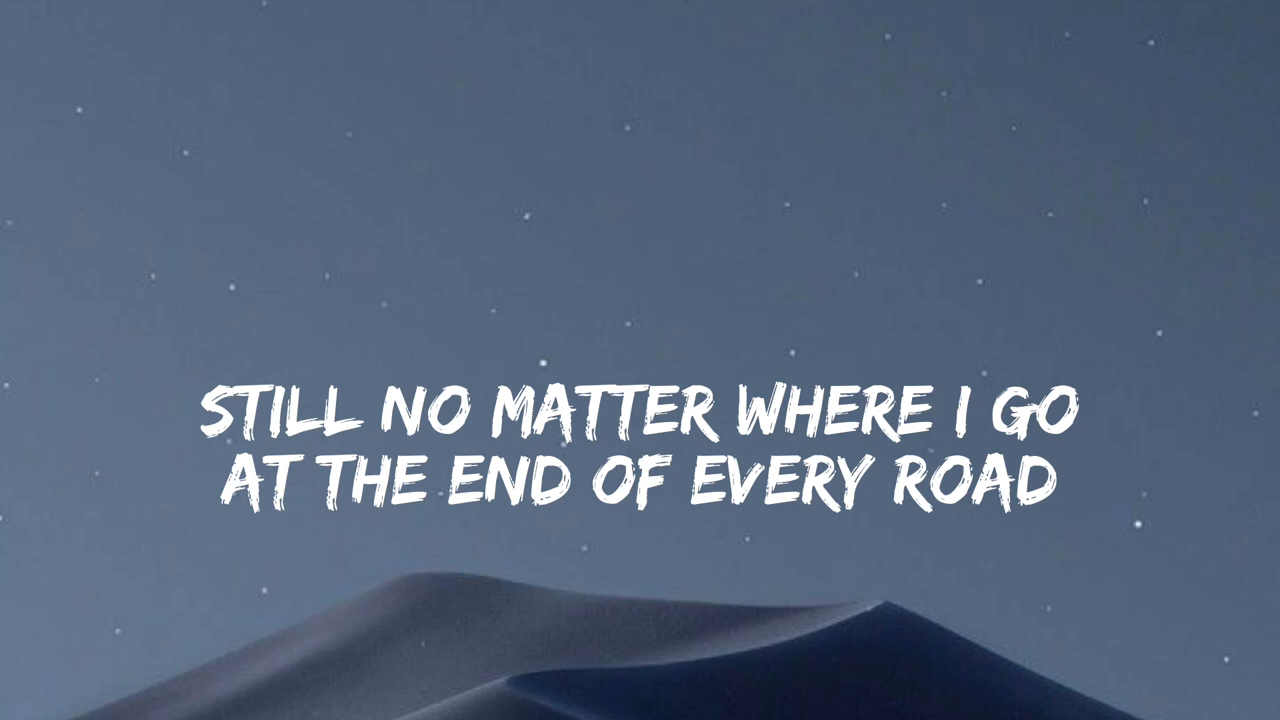 STILL NO MATTER WHERE I GO
AT THE END OF EVERY ROAD